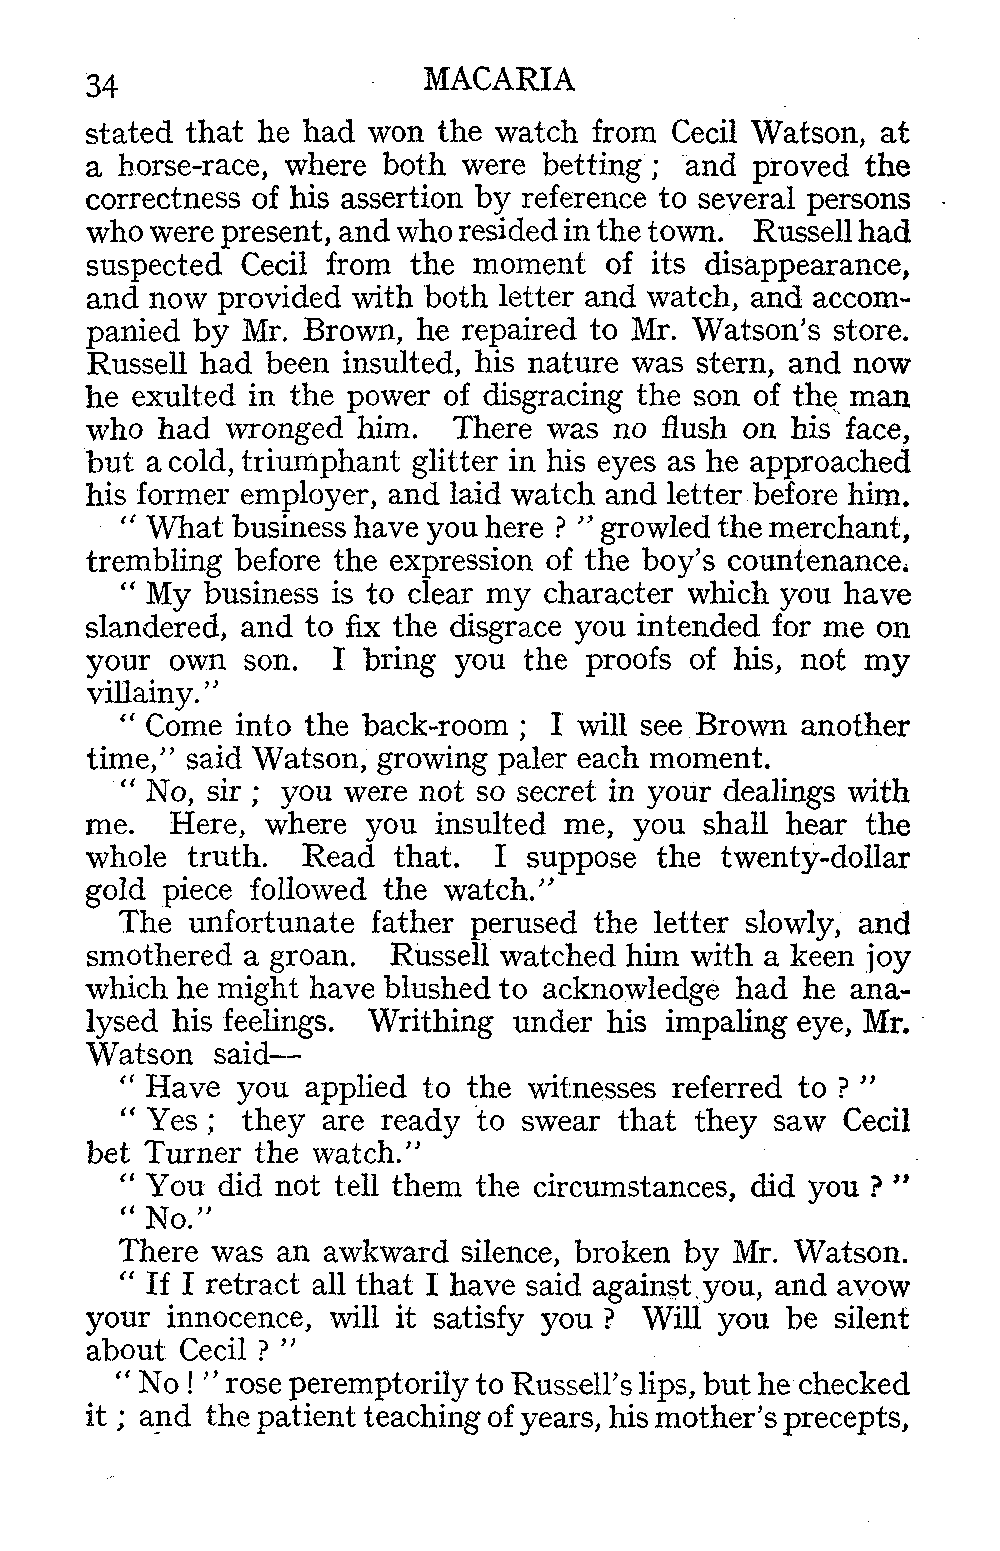 34 MACARIA
stated that he had won the watch from Cecil Watson, at
a horse-race, where both were betting ; and proved the
correctness of his assertion by reference to several persons
who were present, and who resided in the town. Russell had
suspected Cecil from the moment of its disappearance,
and now provided with both letter and watch, and accom-
panied by Mr. Brown, he repaired to Mr. Watson's store.
Russell had been insulted, his nature was stern, and now
he exulted in the power of disgracing the son of the man
who had wronged him. There was no flush on his face,
but a cold, triumphant glitter in his eyes as he approached
his former employer, and laid watch and letter before him.
“ What business have you here ? ” growled the merchant,
trembling before the expression of the boy's countenance.
“ My business is to clear my character which you have
slandered, and to fix the disgrace you intended for me on
your own son. I bring you the proofs of his, not my
villainy.”
“ Come into the back-room ; I will see Brown another
time,” said Watson, growing paler each moment.
“ No, sir ; you were not so secret in your dealings with
me. Here, where you insulted me, you shall hear the
whole truth. Read that. I suppose the twenty-dollar
gold piece followed the watch.”
The unfortunate father perused the letter slowly, and
smothered a groan. Russell watched him with a keen joy
which he might have blushed to acknowledge had he ana-
lysed his feelings. Writhing under his impaling eye, Mr.
Watson said—
“ Have you applied to the witnesses referred to ? ”
“ Yes ; they are ready to swear that they saw Cecil
bet Turner the watch.”
“ You did not tell them the circumstances, did you ? ”
“ No.”
There was an awkward silence, broken by Mr. Watson.
“ If I retract all that I have said against you, and avow
your innocence, will it satisfy you ? Will you be silent
about Cecil ? ”
“ No ! ” rose peremptorily to Russell's lips, but he checked
it ; and the patient teaching of years, his mother's precepts,